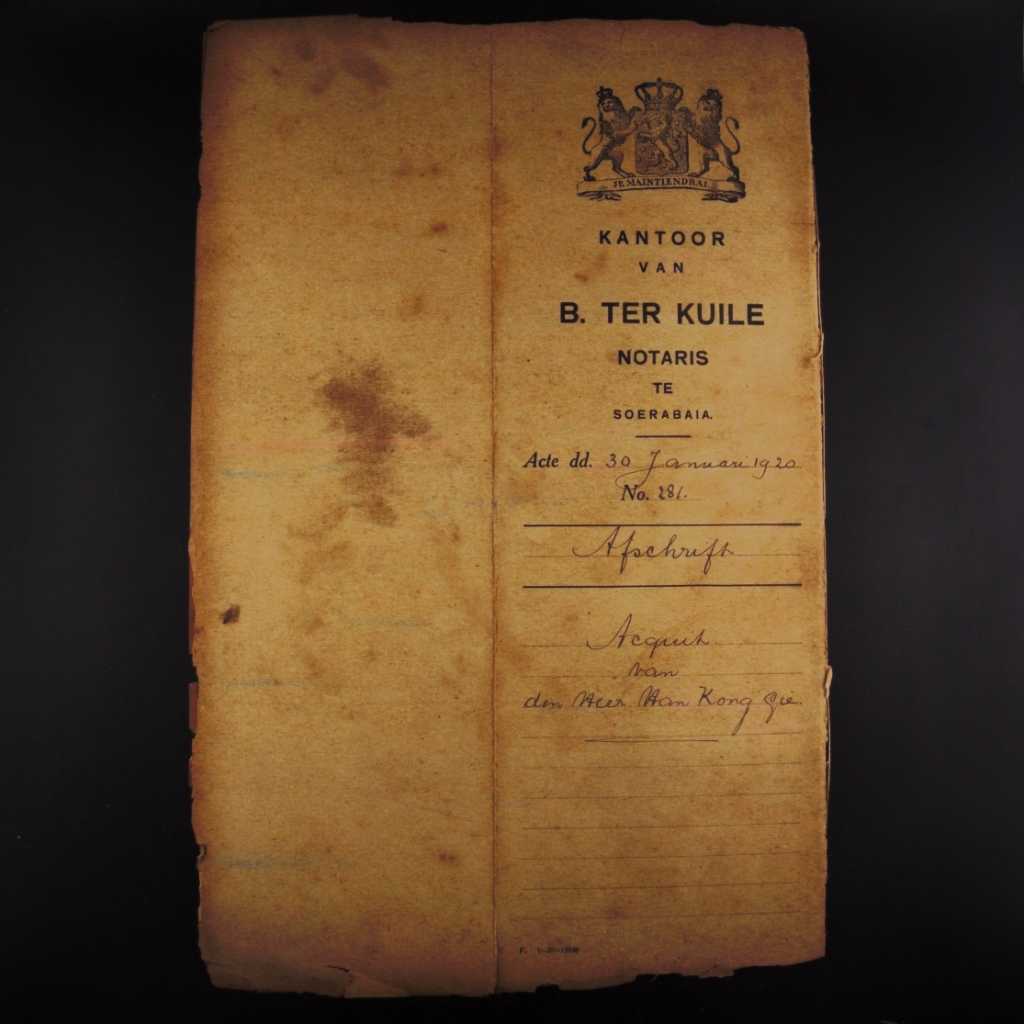 JE MAINTIENDRAI
KANTOOR
VAN
B. TER KUILE
NOTARIS
TE
SOERABAIA.
Acte dd. 30 Januari 1920
No. 281.
Afschrift
Acquit
van
den Heer Han Kong Gie.